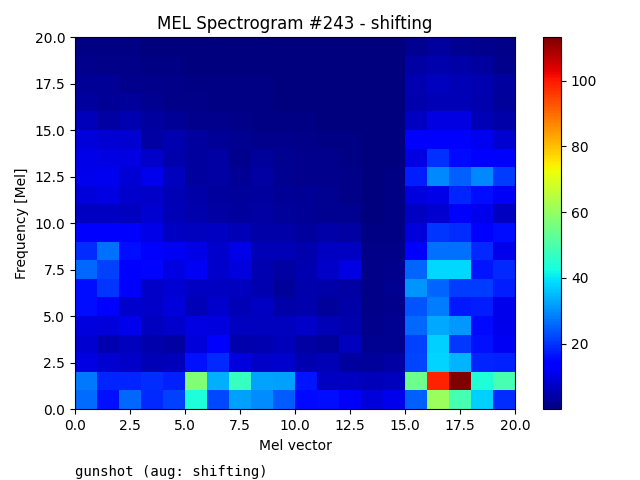 MEL Spectrogram #243 - shifting
20.0
17.5
15.0
12.5
10.0
7.5
5.0
2.5
0.0
Frequency [Mel]
0.0 2.5 5.0 7.5 10.0 12.5 15.0 17.5 20.0
Mel vector
100
80
60
40
20
gunshot (aug: shifting)